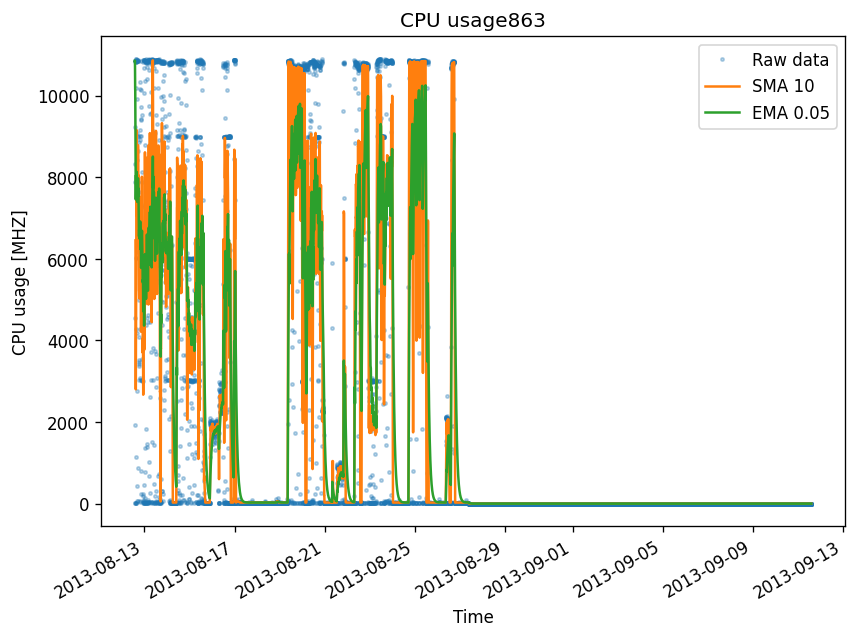 CPU usage863
Raw data
SMA 10
EMA 0.05
CPU usage [MHZ]
10000
8000
6000
4000
2000
0
2013-08-13
2013-08-17
2013-08-21
2013-08-25
2013-08-29
2013-09-01
2013-09-05
2013-09-09
2013-09-13
Time